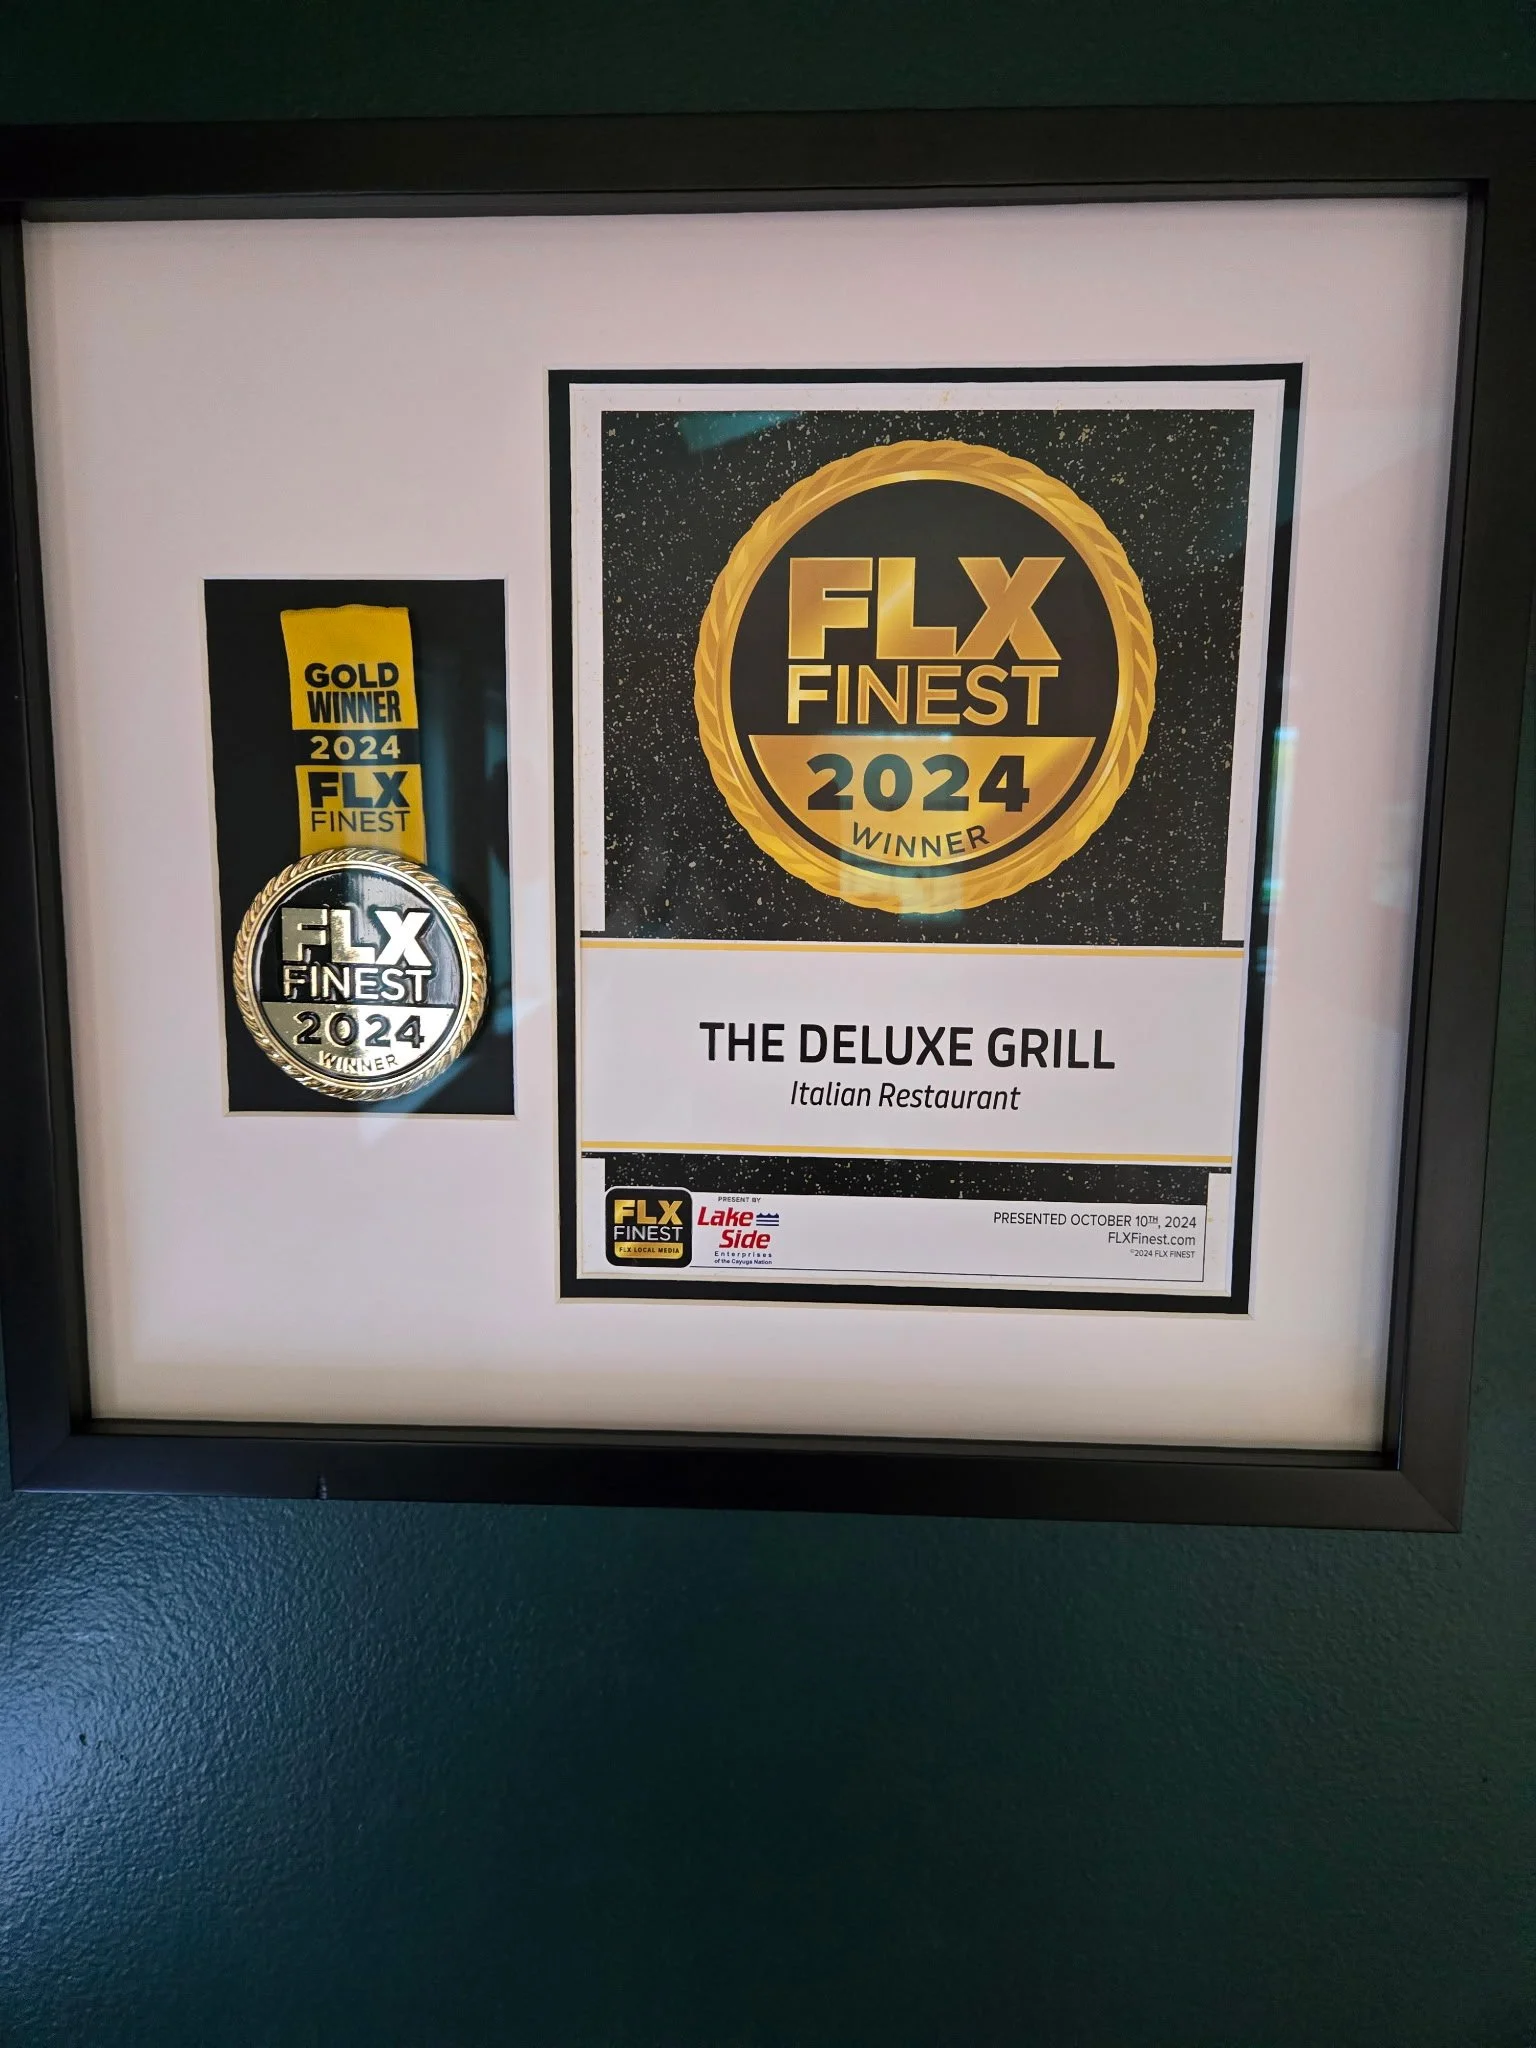 GOLD
WINNER
2024
FLX
FINEST
FLX
FINEST
2024
WINNER
FLX
FINEST
2024
WINNER
THE DELUXE GRILL
Italian Restaurant
FLX
FINEST
FLX LOCAL MEDIA
PRESENT BY
Lake
Side
Enterprises
of the Cayuga Nation
PRESENTED OCTOBER 10TH, 2024
FLXFinest.com
©2024 FLX FINEST